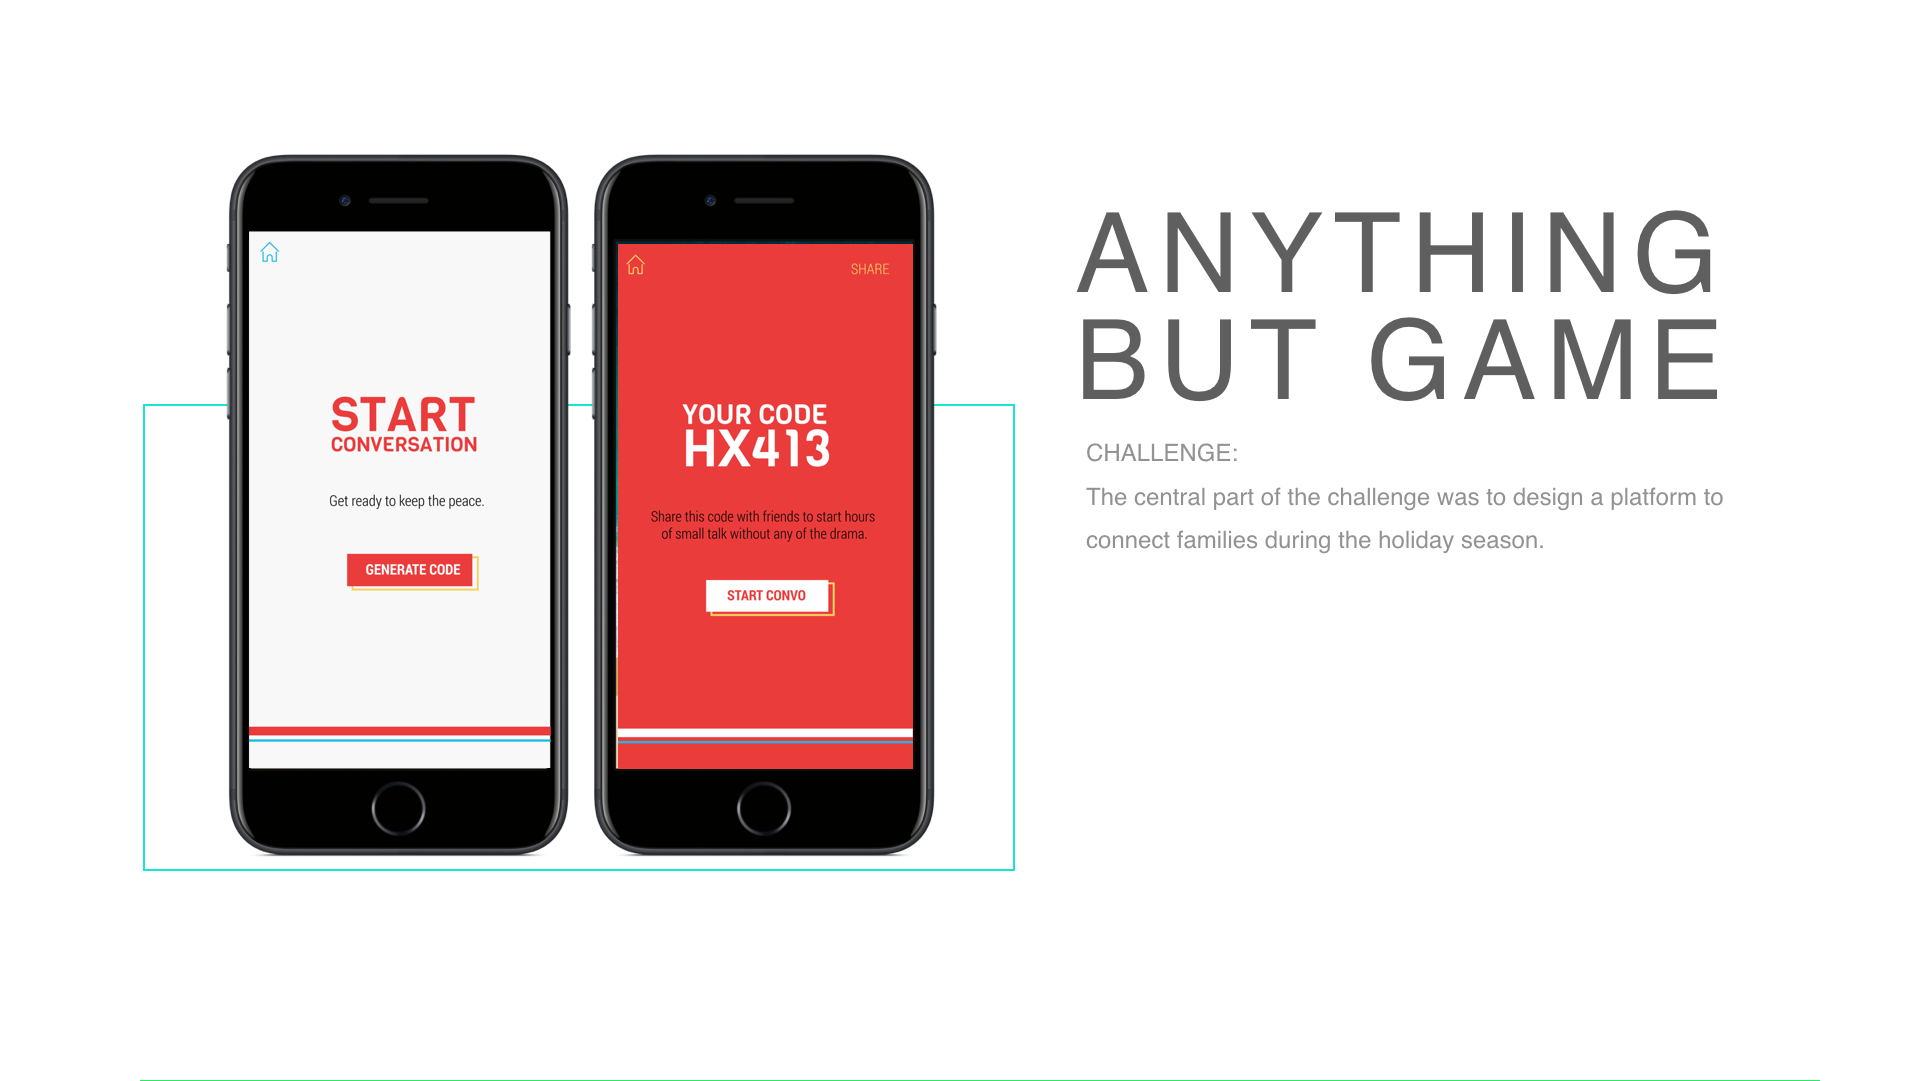 START
CONVERSATION
Get ready to keep the peace.
GENERATE CODE
SHARE
YOUR CODE
HX413
Share this code with friends to start hours
of small talk without any of the drama.
START CONVO
ANYTHING
BUT GAME
CHALLENGE:
The central part of the challenge was to design a platform to
connect families during the holiday season.